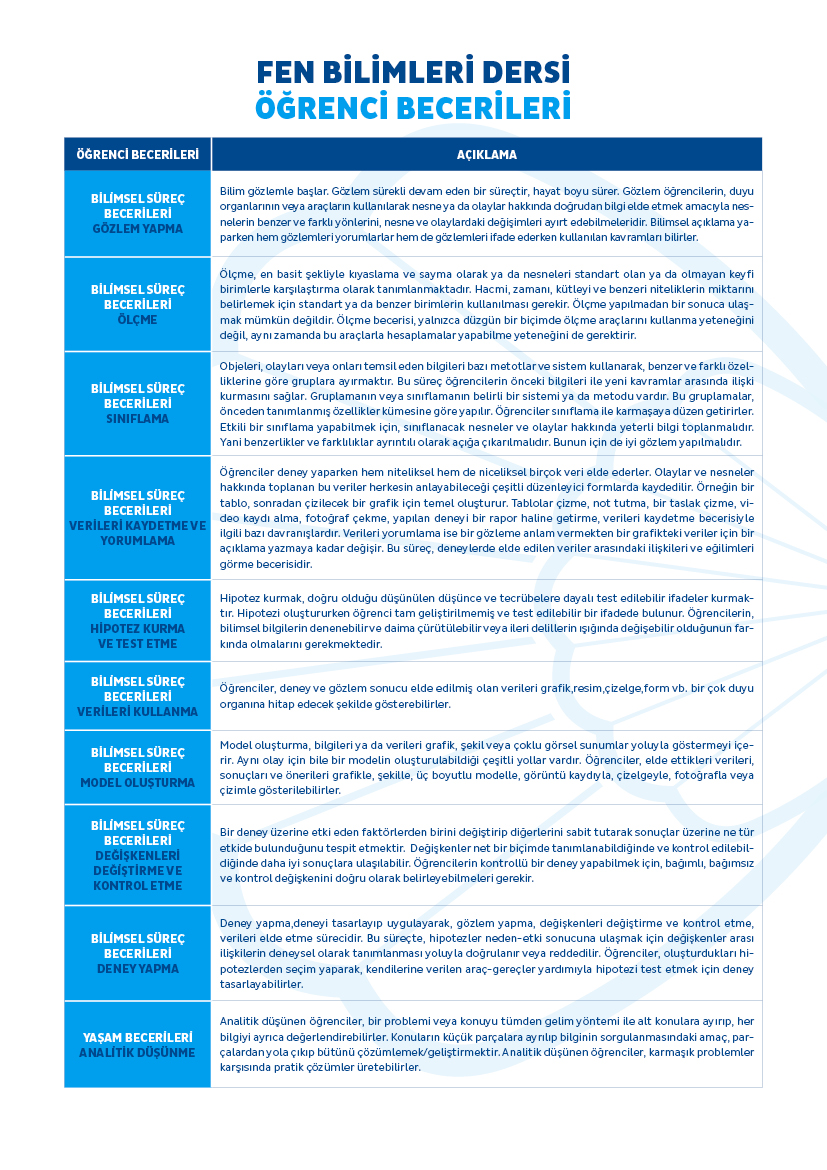 FEN BİLİMLERİ DERSİ
ÖĞRENCİ BECERİLERİ
ÖĞRENCİ BECERİLERİ
AÇIKLAMA
BİLİMSEL SÜREÇ
BECERİLERİ
GÖZLEM YAPMA
Bilim gözlemle başlar. Gözlem sürekli devam eden bir süreçtir, hayat boyu sürer. Gözlem öğrencilerin, duyu
organlarının veya araçların kullanılarak nesne ya da olaylar hakkında doğrudan bilgi elde etmek amacıyla nes-
nelerin benzer ve farklı yönlerini, nesne ve olaylardaki değişimleri ayırt edebilmeleridir. Bilimsel açıklama ya-
parken hem gözlemleri yorumlarlar hem de gözlemleri ifade ederken kullanılan kavramları bilirler.
BİLİMSEL SÜREÇ
BECERİLERİ
ÖLÇME
Ölçme, en basit şekliyle kıyaslama ve sayma olarak ya da nesneleri standart olan ya da olmayan keyfi
birimlerle karşılaştırma olarak tanımlanmaktadır. Hacmi, zamanı, kütleyi ve benzeri niteliklerin miktarını
belirlemek için standart ya da benzer birimlerin kullanılması gerekir. Ölçme yapılmadan bir sonuca ulaş-
mak mümkün değildir. Ölçme becerisi, yalnızca düzgün bir biçimde ölçme araçlarını kullanma yeteneğini
değil, aynı zamanda bu araçlarla hesaplamalar yapabilme yeteneğini de gerektirir.
BİLİMSEL SÜREÇ
BECERİLERİ
SINIFLAMA
Objeleri, olayları veya onları temsil eden bilgileri bazı metotlar ve sistem kullanarak, benzer ve farklı özel-
liklerine göre gruplara ayırmaktır. Bu süreç öğrencilerin önceki bilgileri ile yeni kavramlar arasında ilişki
kurmasını sağlar. Gruplamanın veya sınıflamanın belirli bir sistemi ya da metodu vardır. Bu gruplamalar,
önceden tanımlanmış özellikler kümesine göre yapılır. Öğrenciler sınıflama ile karmaşaya düzen getirirler.
Etkili bir sınıflama yapabilmek için, sınıflanacak nesneler ve olaylar hakkında yeterli bilgi toplanmalıdır.
Yani benzerlikler ve farklılıklar ayrıntılı olarak açığa çıkarılmalıdır. Bunun için de iyi gözlem yapılmalıdır.
BİLİMSEL SÜREÇ
BECERİLERİ
VERİLERİ KAYDETME VE
YORUMLAMA
Öğrenciler deney yaparken hem niteliksel hem de niceliksel birçok veri elde ederler. Olaylar ve nesneler
hakkında toplanan bu veriler herkesin anlayabileceği çeşitli düzenleyici formlarda kaydedilir. Örneğin bir
tablo, sonradan çizilecek bir grafik için temel oluşturur. Tablolar çizme, not tutma, bir taslak çizme, vi-
deo kaydı alma, fotoğraf çekme, yapılan deneyi bir rapor haline getirme, verileri kaydetme becerisiyle
ilgili bazı davranışlardır. Verileri yorumlama ise bir gözleme anlam vermekten bir grafikteki veriler için bir
açıklama yazmaya kadar değişir. Bu süreç, deneylerde elde edilen veriler arasındaki ilişkileri ve eğilimleri
görme becerisidir.
BİLİMSEL SÜREÇ
BECERİLERİ
HİPOTEZ KURMA
VE TEST ETME
Hipotez kurmak, doğru olduğu düşünülen düşünce ve tecrübelere dayalı test edilebilir ifadeler kurmak-
tır. Hipotezi oluştururken öğrenci tam geliştirilmemiş ve test edilebilir bir ifadede bulunur. Öğrencilerin,
bilimsel bilgilerin denenebilir ve daima çürütülebilir veya ileri delillerin ışığında değişebilir olduğunun far-
kında olmalarını gerekmektedir.
BİLİMSEL SÜREÇ
BECERİLERİ
VERİLERİ KULLANMA
Öğrenciler, deney ve gözlem sonucu elde edilmiş olan verileri grafik,resim,çizelge,form vb. bir çok duyu
organına hitap edecek şekilde gösterebilirler.
BİLİMSEL SÜREÇ
BECERİLERİ
MODEL OLUŞTURMA
Model oluşturma, bilgileri ya da verileri grafik, şekil veya çoklu görsel sunumlar yoluyla göstermeyi içe-
rir. Aynı olay için bile bir modelin oluşturulabildiği çeşitli yollar vardır. Öğrenciler, elde ettikleri verileri,
sonuçları ve önerileri grafikle, şekille, üç boyutlu modelle, görüntü kaydıyla, çizelgeyle, fotoğrafla veya
çizimle gösterilebilirler.
BİLİMSEL SÜREÇ
BECERİLERİ
DEĞİŞKENLERİ
DEĞİŞTİRME VE
KONTROL ETME
Bir deney üzerine etki eden faktörlerden birini değiştirip diğerlerini sabit tutarak sonuçlar üzerine ne tür
etkide bulunduğunu tespit etmektir. Değişkenler net bir biçimde tanımlanabildiğinde ve kontrol edilebil-
diğinde daha iyi sonuçlara ulaşılabilir. Öğrencilerin kontrollü bir deney yapabilmek için, bağımlı, bağımsız
ve kontrol değişkenini doğru olarak belirleyebilmeleri gerekir.
BİLİMSEL SÜREÇ
BECERİLERİ
DENEY YAPMA
Deney yapma,deneyi tasarlayıp uygulayarak, gözlem yapma, değişkenleri değiştirme ve kontrol etme,
verileri elde etme sürecidir. Bu süreçte, hipotezler neden-etki sonucuna ulaşmak için değişkenler arası
ilişkilerin deneysel olarak tanımlanması yoluyla doğrulanır veya reddedilir. Öğrenciler, oluşturdukları hi-
potezlerden seçim yaparak, kendilerine verilen araç-gereçler yardımıyla hipotezi test etmek için deney
tasarlayabilirler.
YAŞAM BECERİLERİ
ANALİTİK DÜŞÜNME
Analitik düşünen öğrenciler, bir problemi veya konuyu tümden gelim yöntemi ile alt konulara ayırıp, her
bilgiyi ayrıca değerlendirebilirler. Konuların küçük parçalara ayrılıp bilginin sorgulanmasındaki amaç, par-
çalardan yola çıkıp bütünü çözümlemek/geliştirmektir. Analitik düşünen öğrenciler, karmaşık problemler
karşısında pratik çözümler üretebilirler.